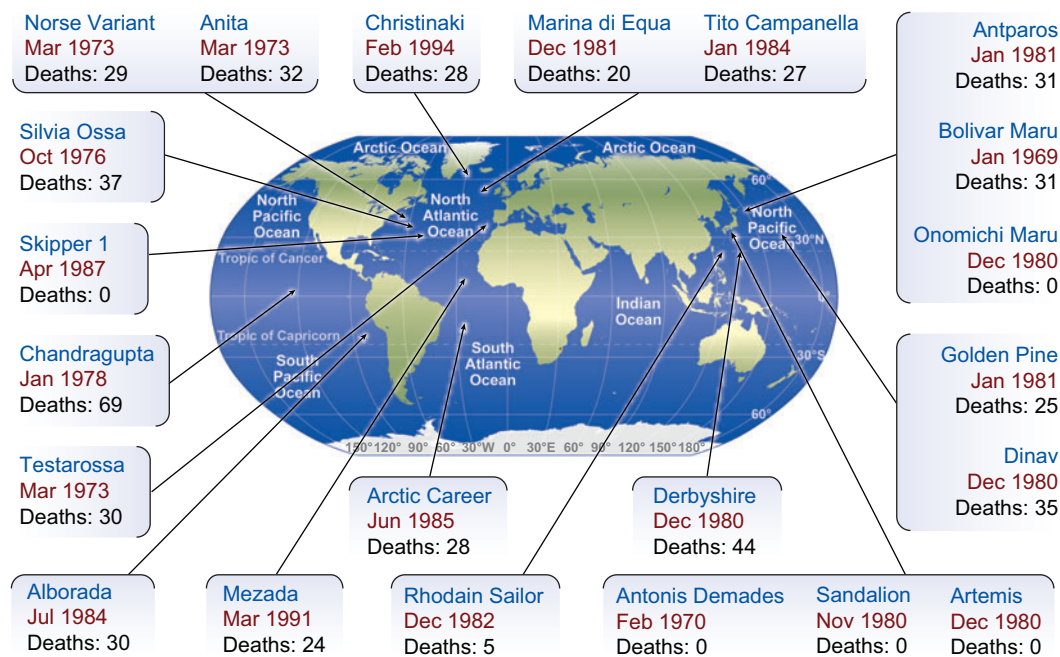 Norse Variant
Mar 1973
Deaths: 29
Anita
Mar 1973
Deaths: 32
Christinaki
Feb 1994
Deaths: 28
Marina di Equa
Dec 1981
Deaths: 20
Tito Campanella
Jan 1984
Deaths: 27
Antparos
Jan 1981
Deaths: 31
Bolivar Maru
Jan 1969
Deaths: 31
Onomichi Maru
Dec 1980
Deaths: 0
Silvia Ossa
Oct 1976
Deaths: 37
Skipper 1
Apr 1987
Deaths: 0
Chandragupta
Jan 1978
Deaths: 69
Testarossa
Mar 1973
Deaths: 30
Arctic Ocean
Arctic Ocean
60°
North
Pacific
Ocean
North
Atlantic
Ocean
North
Pacific
Ocean
30°N
Tropic of Cancer
Indian
Ocean
0°
Tropic of Capricorn
South
Pacific
Ocean
South
Atlantic
Ocean
30°S
60°
150° 120° 90° 60° 30°W 0° 30°E 60° 90° 120° 150° 180°
Golden Pine
Jan 1981
Deaths: 25
Dinav
Dec 1980
Deaths: 35
Arctic Career
Jun 1985
Deaths: 28
Derbyshire
Dec 1980
Deaths: 44
Alborada
Jul 1984
Deaths: 30
Mezada
Mar 1991
Deaths: 24
Rhodain Sailor
Dec 1982
Deaths: 5
Antonis Demades
Feb 1970
Deaths: 0
Sandalion
Nov 1980
Deaths: 0
Artemis
Dec 1980
Deaths: 0